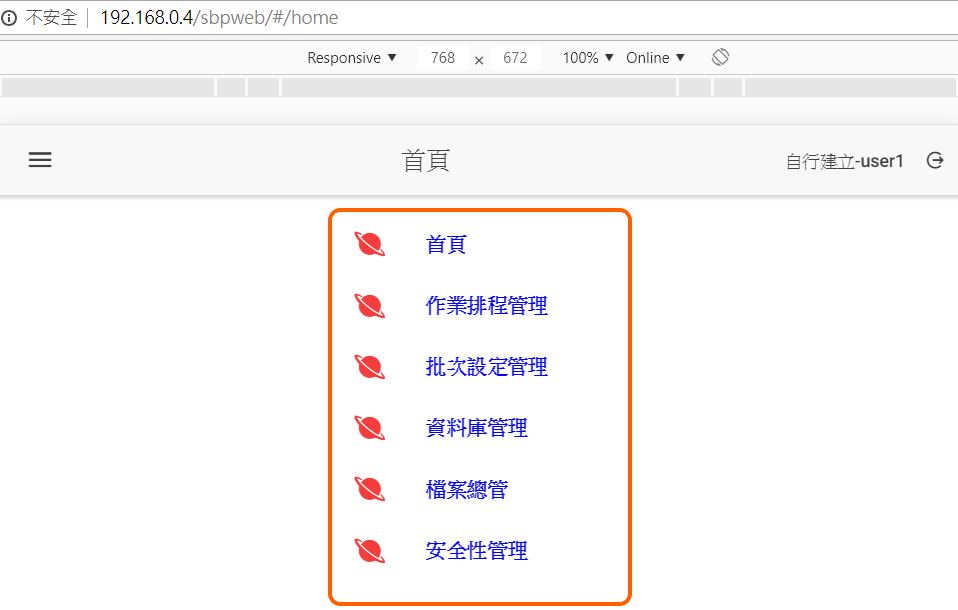 不安全 192.168.0.4/sbpweb/#/home
Responsive ▼ 768 × 672 100% ▼ Online ▼
首頁 自行建立-user1
首頁
作業排程管理
批次設定管理
資料庫管理
檔案總管
安全性管理